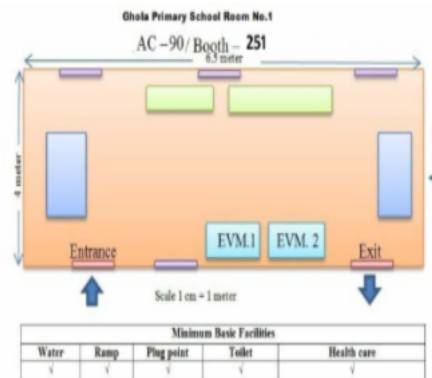 Ghola Primary School Room No.1
AC -90/ Booth - 251
6.5 meter
4 meter
EVM.1 EVM. 2
Entrance Exit
Scale 1 cm = 1 meter
Minimum Basic Facilities
Water Ramp Plug point Toilet Health care
√ √ √ √ √